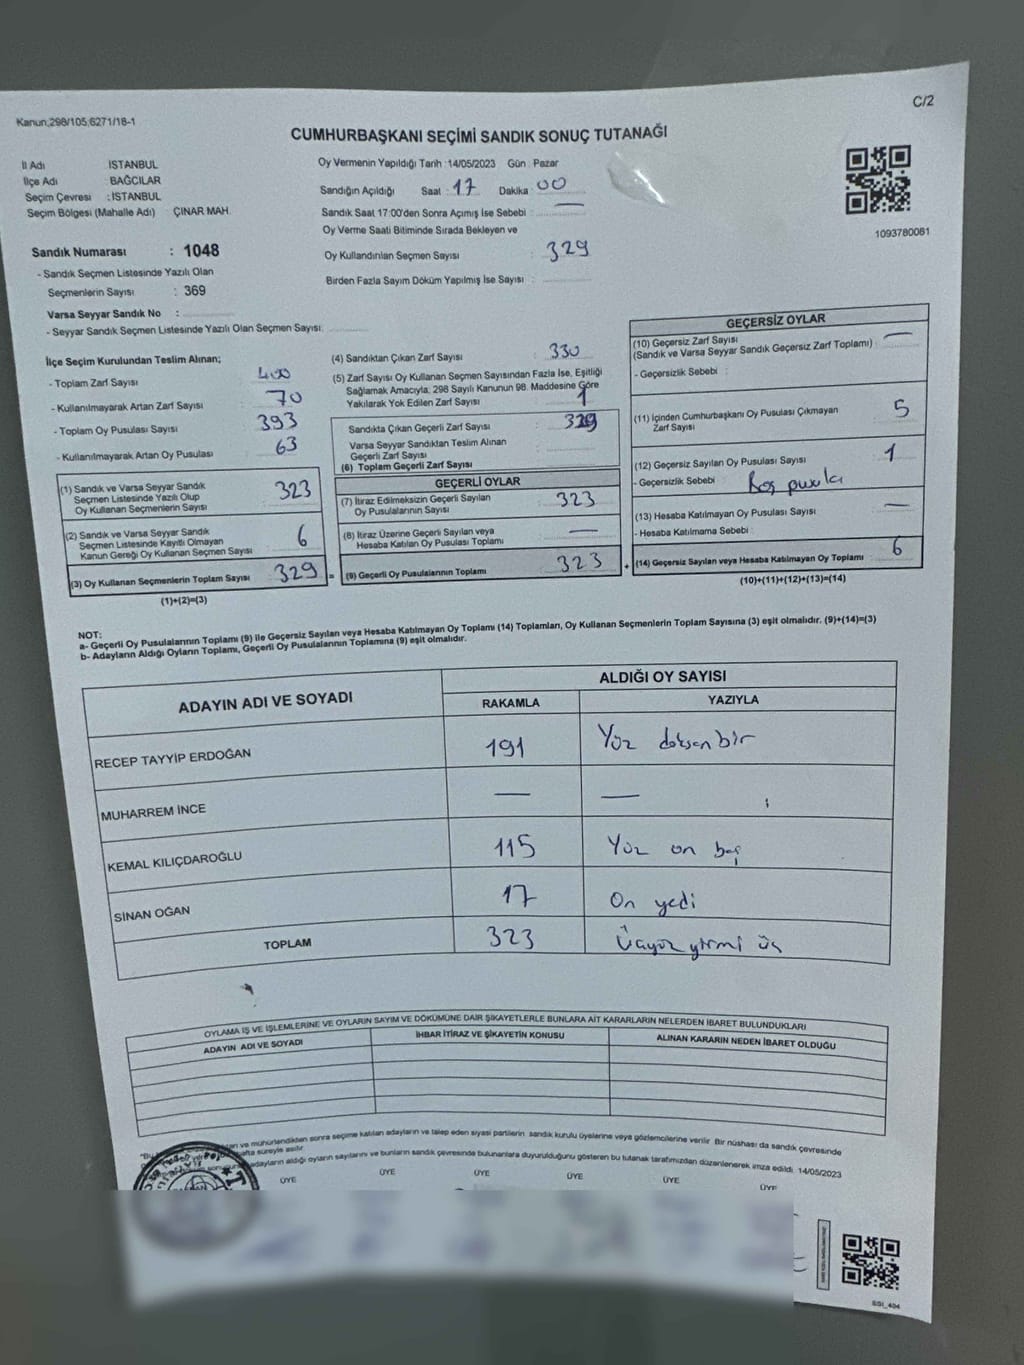 Kanun;298/105;6271/18-1
C/2
CUMHURBAŞKANI SEÇİMİ SANDIK SONUÇ TUTANAĞI
İl Adı : İSTANBUL
İlçe Adı : BAĞCILAR
Seçim Çevresi : İSTANBUL
Seçim Bölgesi (Mahalle Adı) ÇINAR MAH.
Oy Vermenin Yapıldığı Tarih : 14/05/2023 Gün : Pazar
Sandığın Açıldığı Saat : 17 Dakika : 00
Sandık Saat 17:00'den Sonra Açımış İse Sebebi : —
Oy Verme Saati Bitiminde Sırada Bekleyen ve
Oy Kullandırılan Seçmen Sayısı : 329
Birden Fazla Sayım Döküm Yapılmış İse Sayısı :
1093780081
Sandık Numarası : 1048
- Sandık Seçmen Listesinde Yazılı Olan
Seçmenlerin Sayısı : 369
Varsa Seyyar Sandık No :
- Seyyar Sandık Seçmen Listesinde Yazılı Olan Seçmen Sayısı:
İlçe Seçim Kurulundan Teslim Alınan;
- Toplam Zarf Sayısı : 400
- Kullanılmayarak Artan Zarf Sayısı : 70
- Toplam Oy Pusulası Sayısı : 393
- Kullanılmayarak Artan Oy Pusulası : 63
(1) Sandık ve Varsa Seyyar Sandık
Seçmen Listesinde Yazılı Olup
Oy Kullanan Seçmenlerin Sayısı : 323
(2) Sandık ve Varsa Seyyar Sandık
Seçmen Listesinde Kayıtlı Olmayan
Kanun Gereği Oy Kullanan Seçmen Sayısı : 6
(3) Oy Kullanan Seçmenlerin Toplam Sayısı : 329
(1)+(2)=(3)
(4) Sandıktan Çıkan Zarf Sayısı : 330
(5) Zarf Sayısı Oy Kullanan Seçmen Sayısından Fazla İse, Eşitliği
Sağlamak Amacıyla; 298 Sayılı Kanunun 98. Maddesine Göre
Yakılarak Yok Edilen Zarf Sayısı : 1
Sandıkta Çıkan Geçerli Zarf Sayısı : 329
Varsa Seyyar Sandıktan Teslim Alınan
Geçerli Zarf Sayısı :
(6) Toplam Geçerli Zarf Sayısı :
=
GEÇERLİ OYLAR
(7) İtiraz Edilmeksizin Geçerli Sayılan
Oy Pusulalarının Sayısı : 323
(8) İtiraz Üzerine Geçerli Sayılan veya
Hesaba Katılan Oy Pusulası Toplamı : —
(9) Geçerli Oy Pusulalarının Toplamı : 323
+
GEÇERSİZ OYLAR
(10) Geçersiz Zarf Sayısı
(Sandık ve Varsa Seyyar Sandık Geçersiz Zarf Toplamı) : —
- Geçersizlik Sebebi :
(11) İçinden Cumhurbaşkanı Oy Pusulası Çıkmayan
Zarf Sayısı : 5
(12) Geçersiz Sayılan Oy Pusulası Sayısı : 1
- Geçersizlik Sebebi : Boş pusula
(13) Hesaba Katılmayan Oy Pusulası Sayısı : —
- Hesaba Katılmama Sebebi :
(14) Geçersiz Sayılan veya Hesaba Katılmayan Oy Toplamı : 6
(10)+(11)+(12)+(13)=(14)
NOT:
a- Geçerli Oy Pusulalarının Toplamı (9) ile Geçersiz Sayılan veya Hesaba Katılmayan Oy Toplamı (14) Toplamları, Oy Kullanan Seçmenlerin Toplam Sayısına (3) eşit olmalıdır. (9)+(14)=(3)
b- Adayların Aldığı Oyların Toplamı, Geçerli Oy Pusulalarının Toplamına (9) eşit olmalıdır.
ADAYIN ADI VE SOYADI
ALDIĞI OY SAYISI
RAKAMLA YAZIYLA
RECEP TAYYİP ERDOĞAN 191 Yüz doksan bir
MUHARREM İNCE — —
KEMAL KILIÇDAROĞLU 115 Yüz on beş
SİNAN OĞAN 17 On yedi
TOPLAM 323 Üçyüz yirmi üç
OYLAMA İŞ VE İŞLEMLERİNE VE OYLARIN SAYIM VE DÖKÜMÜNE DAİR ŞİKAYETLERLE BUNLARA AİT KARARLARIN NELERDEN İBARET BULUNDUKLARI
ADAYIN ADI VE SOYADI İHBAR İTİRAZ VE ŞİKAYETİN KONUSU ALINAN KARARIN NEDEN İBARET OLDUĞU
ve mühürlendikten sonra seçime katılan adayların ve talep eden siyasi partilerin sandık kurulu üyelerine veya gözlemcilerine verilir. Bir nüshası da sandık çevresinde
hafta süreyle asılır.
adayların aldığı oyların sayılarını ve bunların sandık çevresinde bulunanlara duyurulduğunu gösteren bu tutanak tarafımızdan düzenlenerek imza edildi. 14/05/2023
ÜYE ÜYE ÜYE ÜYE ÜYE ÜYE
SSI_404